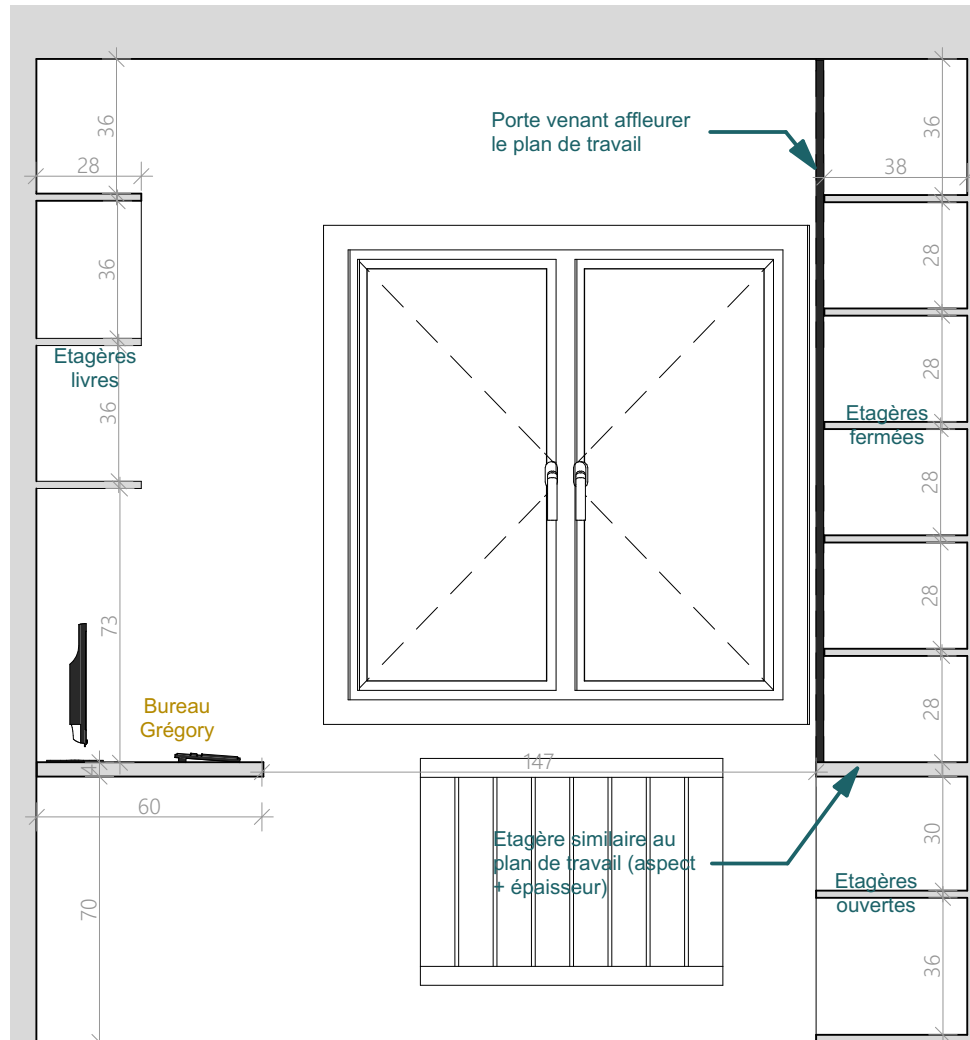 Porte venant affleurer
le plan de travail
36
28
36
38
36
28
Etagères
livres
36
28
Etagères
fermées
28
73
28
Bureau
Grégory
28
4
147
60
Etagère similaire au
plan de travail (aspect
+ épaisseur)
30
Etagères
ouvertes
70
36